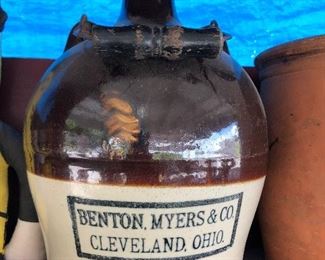 BENTON, MYERS & CO.
CLEVELAND, OHIO.